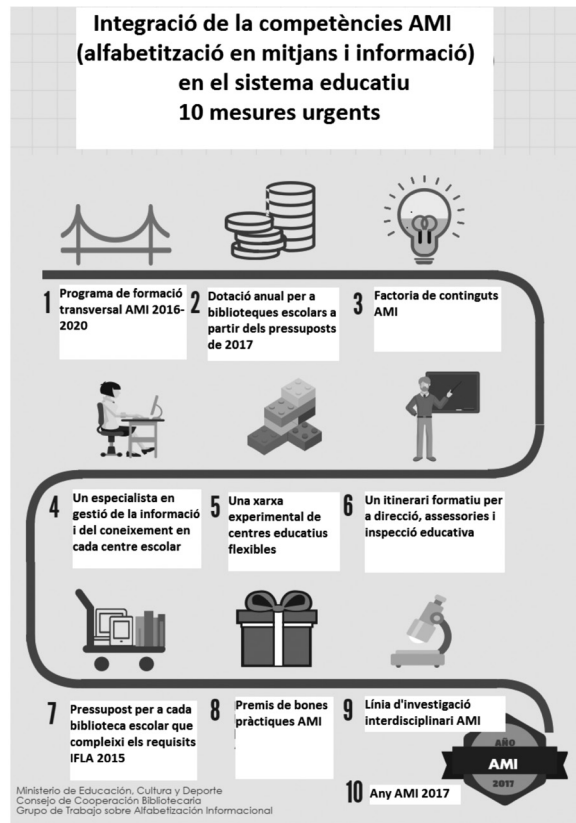 Integració de la competències AMI
(alfabetització en mitjans i informació)
en el sistema educatiu
10 mesures urgents
1 Programa de formació
transversal AMI 2016-
2020
2 Dotació anual per a
biblioteques escolars a
partir dels pressuposts
de 2017
3 Factoria de continguts
AMI
4 Un especialista en
gestió de la informació
i del coneixement en
cada centre escolar
5 Una xarxa
experimental de
centres educatius
flexibles
6 Un itinerari formatiu per
a direcció, assessories i
inspecció educativa
7 Pressupost per a cada
biblioteca escolar que
compleixi els requisits
IFLA 2015
8 Premis de bones
pràctiques AMI
9 Línia d'investigació
interdisciplinari AMI
AÑO
AMI
2017
10 Any AMI 2017
Ministerio de Educación, Cultura y Deporte
Consejo de Cooperación Bibliotecaria
Grupo de Trabajo sobre Alfabetización Informacional